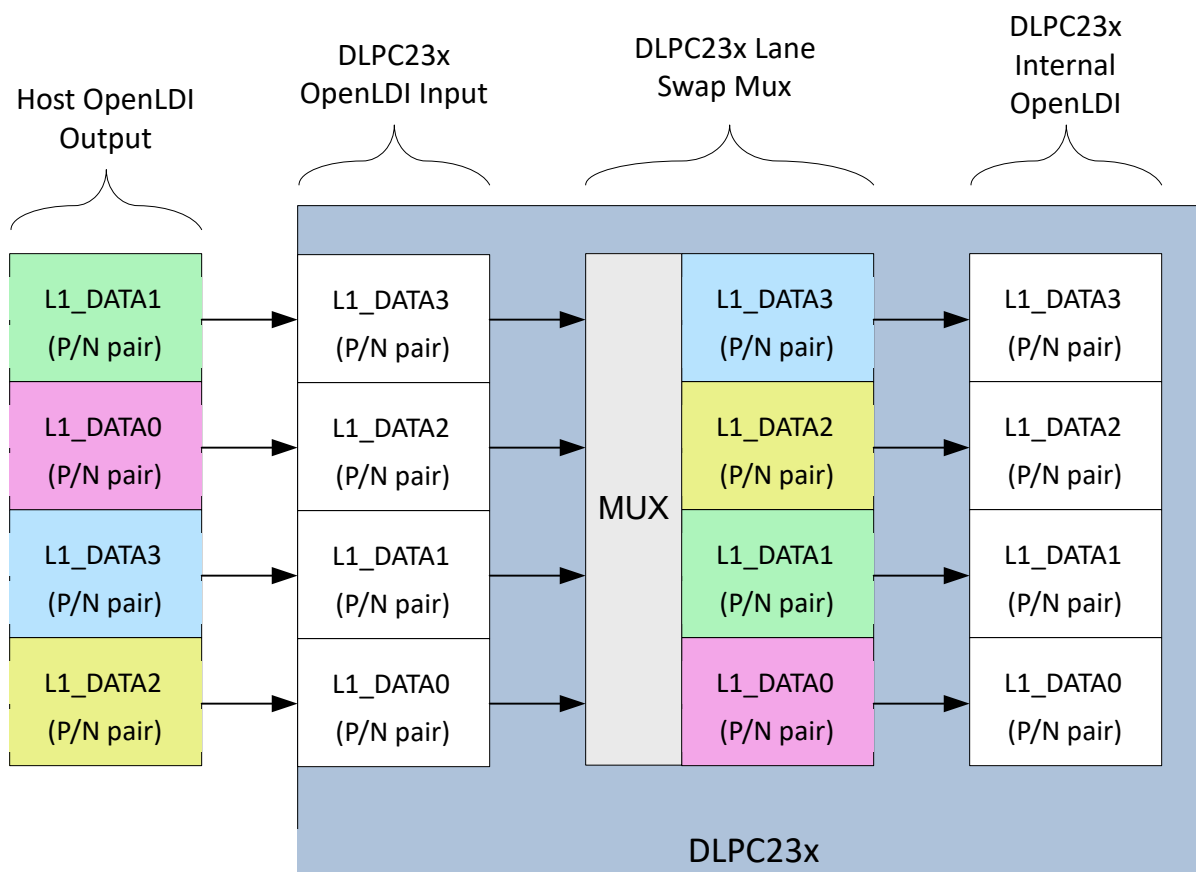 Host OpenLDI
Output
DLPC23x
OpenLDI Input
DLPC23x Lane
Swap Mux
DLPC23x
Internal
OpenLDI
L1_DATA1
(P/N pair)
L1_DATA0
(P/N pair)
L1_DATA3
(P/N pair)
L1_DATA2
(P/N pair)
L1_DATA3
(P/N pair)
L1_DATA2
(P/N pair)
L1_DATA1
(P/N pair)
L1_DATA0
(P/N pair)
MUX
L1_DATA3
(P/N pair)
L1_DATA2
(P/N pair)
L1_DATA1
(P/N pair)
L1_DATA0
(P/N pair)
L1_DATA3
(P/N pair)
L1_DATA2
(P/N pair)
L1_DATA1
(P/N pair)
L1_DATA0
(P/N pair)
DLPC23x